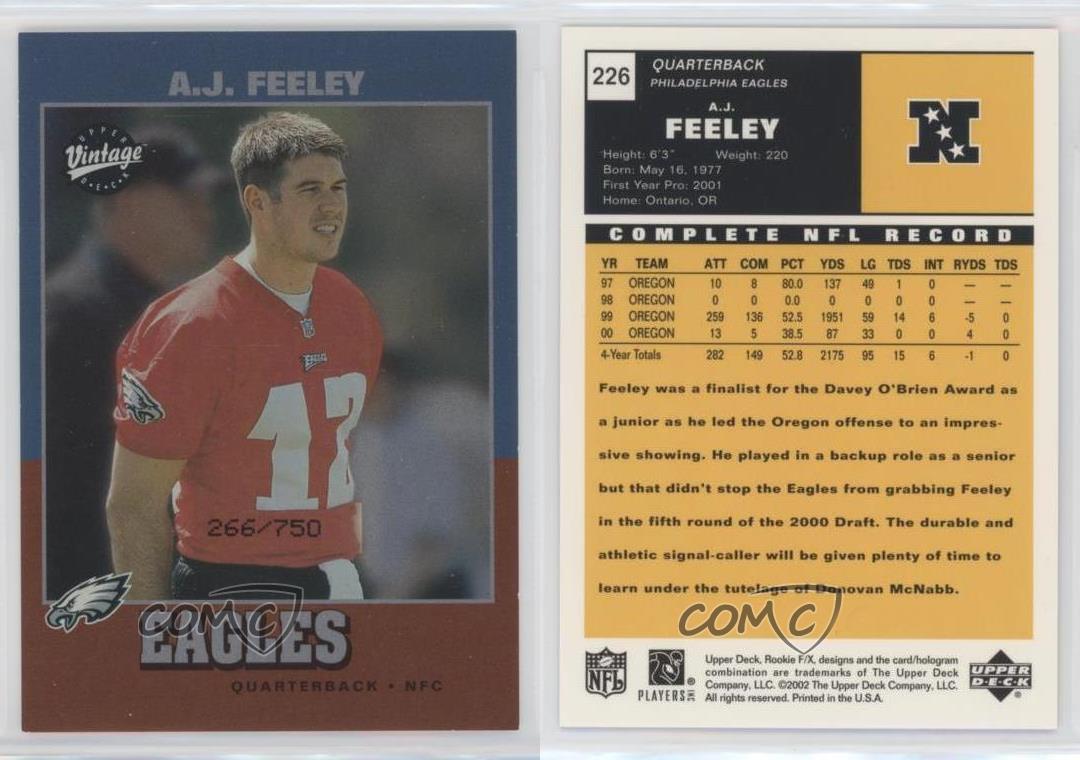 A.J. FEELEY
UPPER
Vintage
D•E•C•K
EAGLES
12
266/750
COMC
EAGLES
QUARTERBACK • NFC
226
QUARTERBACK
PHILADELPHIA EAGLES
A.J.
FEELEY
Height: 6'3" Weight: 220
Born: May 16, 1977
First Year Pro: 2001
Home: Ontario, OR
N
COMPLETE NFL RECORD
YR TEAM ATT COM PCT YDS LG TDS INT RYDS TDS
97 OREGON 10 8 80.0 137 49 1 0 — —
98 OREGON 0 0 0.0 0 0 0 0 — —
99 OREGON 259 136 52.5 1951 59 14 6 -5 0
00 OREGON 13 5 38.5 87 33 0 0 4 0
4-Year Totals 282 149 52.8 2175 95 15 6 -1 0
Feeley was a finalist for the Davey O'Brien Award as
a junior as he led the Oregon offense to an impres-
sive showing. He played in a backup role as a senior
but that didn't stop the Eagles from grabbing Feeley
in the fifth round of the 2000 Draft. The durable and
athletic signal-caller will be given plenty of time to
learn under the tutelage of Donovan McNabb.
COMC
NFL
PLAYERS INC
Upper Deck, Rookie F/X, designs and the card/hologram
combination are trademarks of The Upper Deck
Company, LLC. ©2002 The Upper Deck Company, LLC.
All rights reserved. Printed in the U.S.A.
UPPER
D•E•C•K